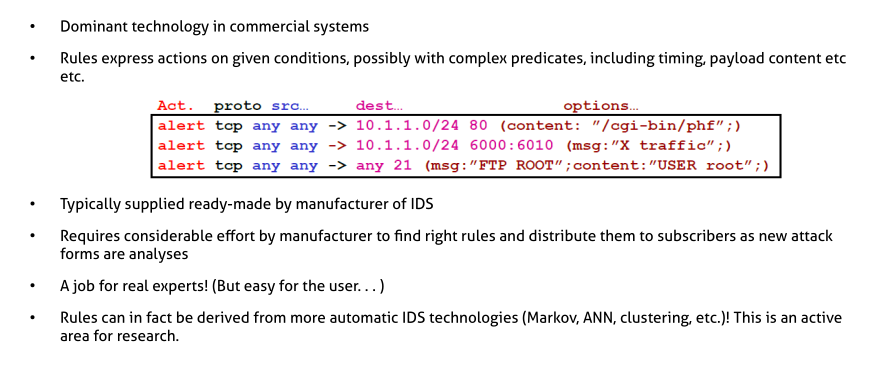 • Dominant technology in commercial systems
• Rules express actions on given conditions, possibly with complex predicates, including timing, payload content etc
etc.
Act. proto src… dest… options…
alert tcp any any -> 10.1.1.0/24 80 (content: "/cgi-bin/phf";)
alert tcp any any -> 10.1.1.0/24 6000:6010 (msg:"X traffic";)
alert tcp any any -> any 21 (msg:"FTP ROOT";content:"USER root";)
• Typically supplied ready-made by manufacturer of IDS
• Requires considerable effort by manufacturer to find right rules and distribute them to subscribers as new attack
forms are analyses
• A job for real experts! (But easy for the user. . . )
• Rules can in fact be derived from more automatic IDS technologies (Markov, ANN, clustering, etc.)! This is an active
area for research.